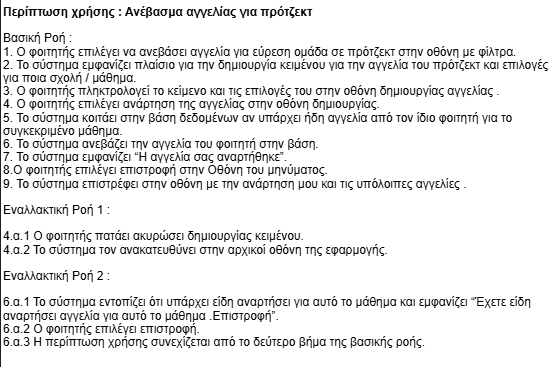 Περίπτωση χρήσης : Ανέβασμα αγγελίας για πρότζεκτ
Βασική Ροή :
1. Ο φοιτητής επιλέγει να ανεβάσει αγγελία για εύρεση ομάδα σε πρότζεκτ στην οθόνη με φίλτρα.
2. Το σύστημα εμφανίζει πλαίσιο για την δημιουργία κειμένου για την αγγελία του πρότζεκτ και επιλογές
για ποια σχολή / μάθημα.
3. Ο φοιτητής πληκτρολογεί το κείμενο και τις επιλογές του στην οθόνη δημιουργίας αγγελίας .
4. Ο φοιτητής επιλέγει ανάρτηση της αγγελίας στην οθόνη δημιουργίας.
5. Το σύστημα κοιτάει στην βάση δεδομένων αν υπάρχει ήδη αγγελία από τον ίδιο φοιτητή για το
συγκεκριμένο μάθημα.
6. Το σύστημα ανεβάζει την αγγελία του φοιτητή στην βάση.
7. Το σύστημα εμφανίζει “Η αγγελία σας αναρτήθηκε”.
8.Ο φοιτητής επιλέγει επιστροφή στην Οθόνη του μηνύματος.
9. Το σύστημα επιστρέφει στην οθόνη με την ανάρτηση μου και τις υπόλοιπες αγγελίες .
Εναλλακτική Ροή 1 :
4.α.1 Ο φοιτητής πατάει ακυρώσει δημιουργίας κειμένου.
4.α.2 Το σύστημα τον ανακατευθύνει στην αρχικοί οθόνη της εφαρμογής.
Εναλλακτική Ροή 2 :
6.α.1 Το σύστημα εντοπίζει ότι υπάρχει είδη αναρτήσει για αυτό το μάθημα και εμφανίζει “Έχετε είδη
αναρτήσει αγγελία για αυτό το μάθημα .Επιστροφή”.
6.α.2 Ο φοιτητής επιλέγει επιστροφή.
6.α.3 Η περίπτωση χρήσης συνεχίζεται από το δεύτερο βήμα της βασικής ροής.